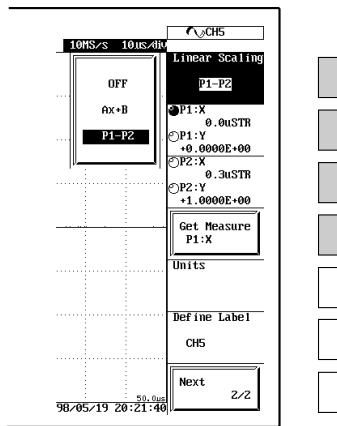 CH5
10MS/s 10us/div
Linear Scaling
P1-P2
OFF
Ax+B
P1-P2
P1:X
0.0uSTR
P1:Y
+0.0000E+00
P2:X
0.3uSTR
P2:Y
+1.0000E+00
Get Measure
P1:X
Units
Define Label
CH5
Next
2/2
50.0us
98/05/19 20:21:40